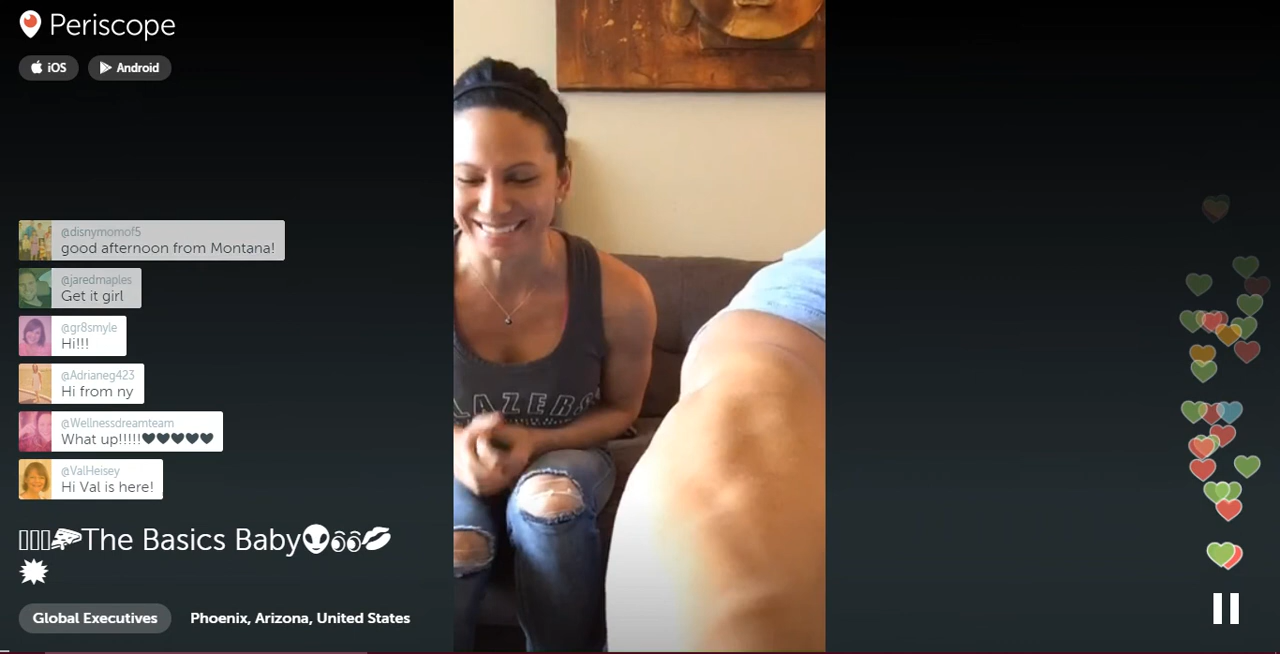 Periscope
iOS
Android
@disnymomof5
good afternoon from Montana!
@jaredmaples
Get it girl
@gr8smyle
Hi!!!
@Adrianeg423
Hi from ny
@Wellnessdreamteam
What up!!!!!🖤🖤🖤🖤🖤
@ValHeisey
Hi Val is here!
🍕The Basics Baby👽👀💋
Global Executives
Phoenix, Arizona, United States
LAZERS